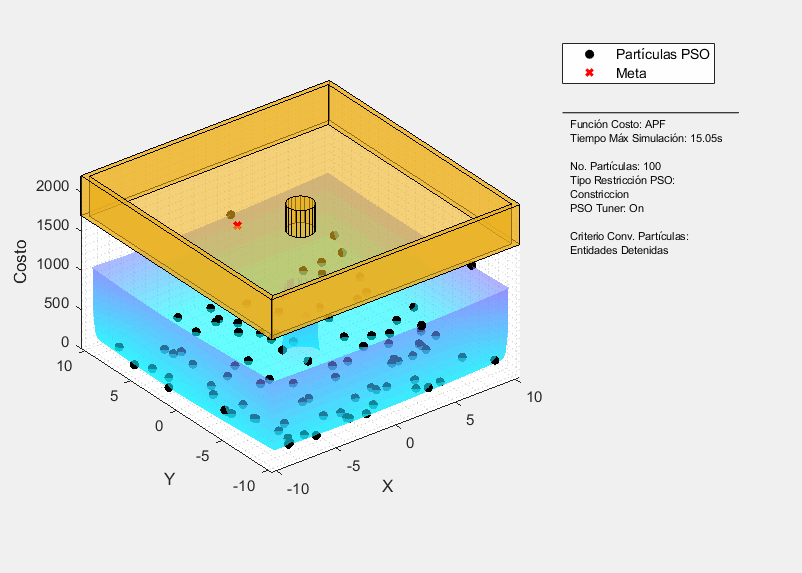 Partículas PSO
Meta
Función Costo: APF
Tiempo Máx Simulación: 15.05s
No. Partículas: 100
Tipo Restricción PSO:
Constriccion
PSO Tuner: On
Criterio Conv. Partículas:
Entidades Detenidas
Costo
2000
1500
1000
500
0
10
5
0
-5
-10
Y
-10
-5
0
5
10
X